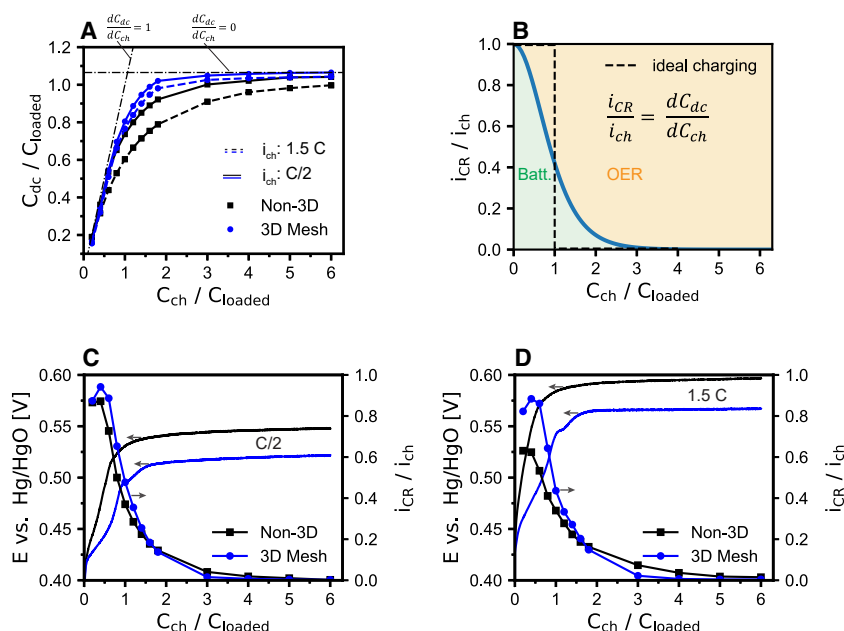 A
dC_dc/dC_ch = 1
dC_dc/dC_ch = 0
C_dc / C_loaded
1.2
1.0
0.8
0.6
0.4
0.2
i_ch: 1.5 C
i_ch: C/2
Non-3D
3D Mesh
0 1 2 3 4 5 6
C_ch / C_loaded
B
i_CR / i_ch
1.0
0.8
0.6
0.4
0.2
0.0
ideal charging
i_CR/i_ch = dC_dc/dC_ch
Batt.
OER
0 1 2 3 4 5 6
C_ch / C_loaded
C
E vs. Hg/HgO [V]
0.60
0.55
0.50
0.45
0.40
C/2
Non-3D
3D Mesh
1.0
0.8
0.6
0.4
0.2
0.0
i_CR / i_ch
0 1 2 3 4 5 6
C_ch / C_loaded
D
E vs. Hg/HgO [V]
0.60
0.55
0.50
0.45
0.40
1.5 C
Non-3D
3D Mesh
1.0
0.8
0.6
0.4
0.2
0.0
i_CR / i_ch
0 1 2 3 4 5 6
C_ch / C_loaded